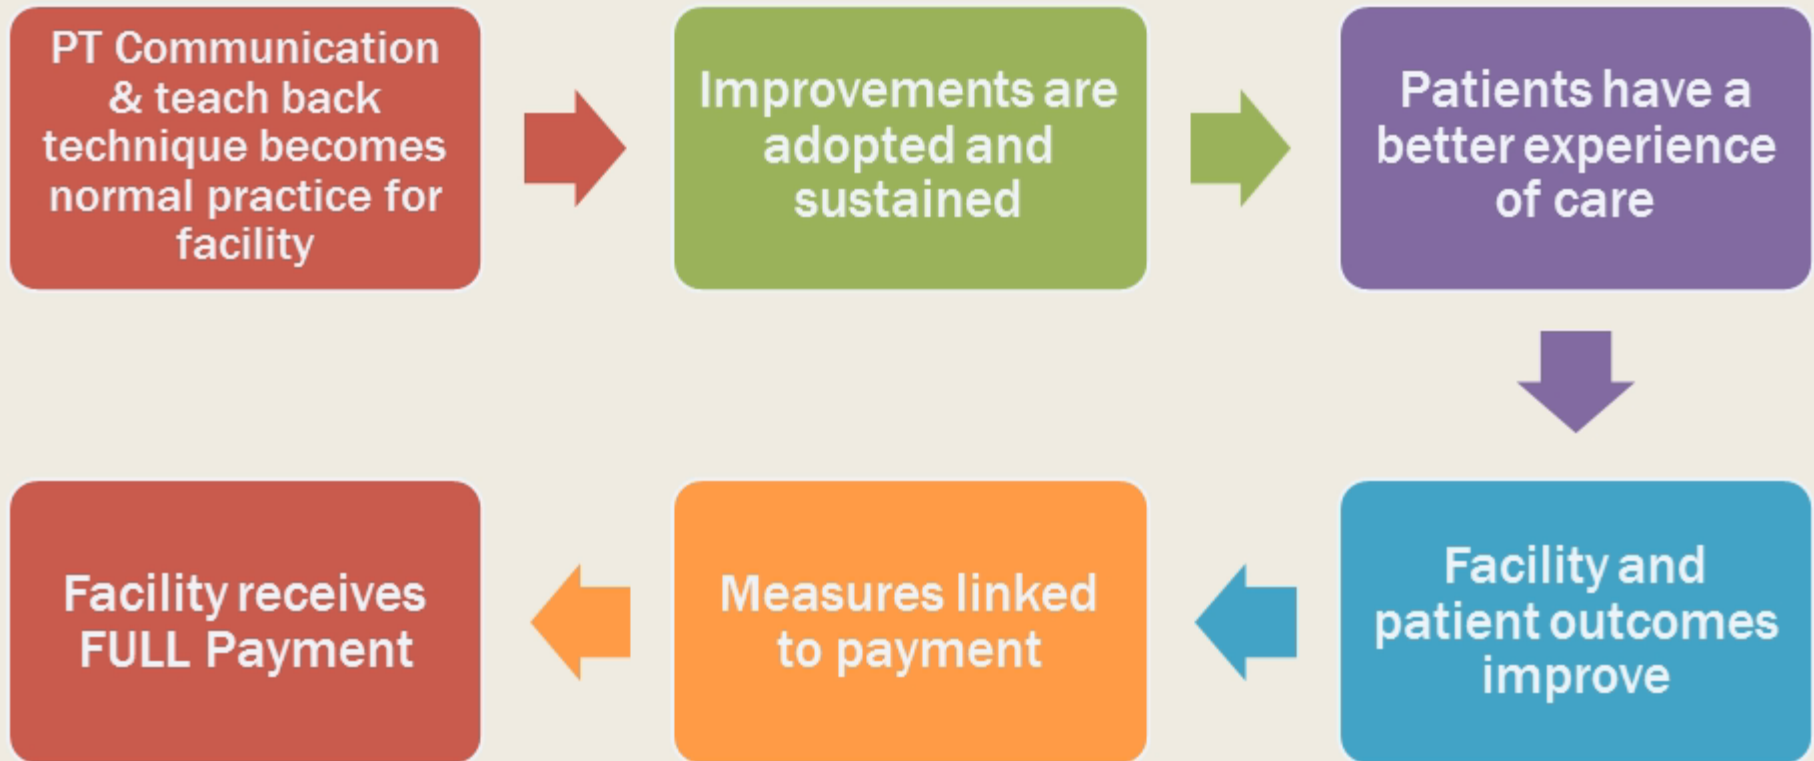 PT Communication
& teach back
technique becomes
normal practice for
facility
Improvements are
adopted and
sustained
Patients have a
better experience
of care
Facility and
patient outcomes
improve
Measures linked
to payment
Facility receives
FULL Payment